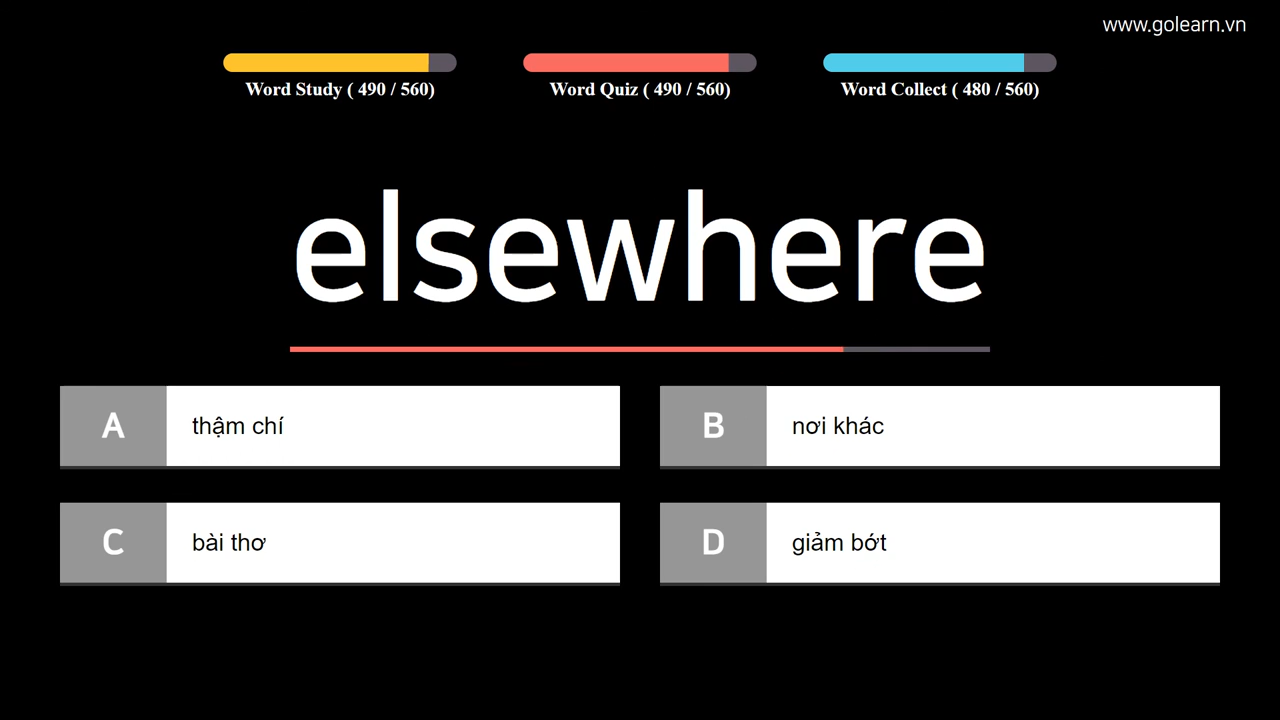 www.golearn.vn
Word Study ( 490 / 560)
Word Quiz ( 490 / 560)
Word Collect ( 480 / 560)
elsewhere
A thậm chí
B nơi khác
C bài thơ
D giảm bớt